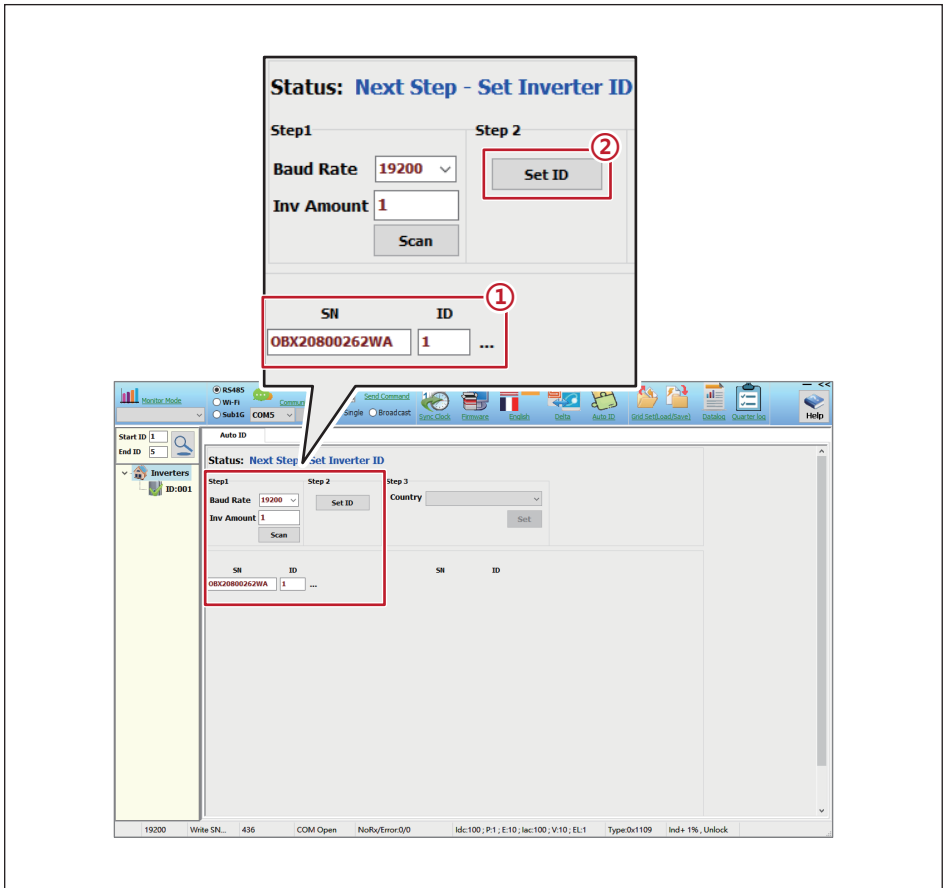 Status: Next Step - Set Inverter ID
Step1
Step 2
②
Baud Rate 19200
Set ID
Inv Amount 1
Scan
①
SN ID
OBX20800262WA 1 ...
Monitor Mode
RS485
Wi-Fi
Sub1G COM5
Send Command
Single Broadcast
Sync Clock
Firmware
English
Delta
Auto ID
Grid Set(Load/Save)
Datalog
Quarter log
<<
Help
Start ID 1
End ID 5
Inverters
ID:001
Auto ID
Status: Next Step Set Inverter ID
Step1
Step 2
Step 3
Baud Rate 19200
Set ID
Country
Inv Amount 1
Set
Scan
SN ID SN ID
OBX20800262WA 1 ...
19200 Write SN... 436 COM Open NoRx/Error:0/0 Idc:100 ; P:1 ; E:10 ; Iac:100 ; V:10 ; EL:1 Type:0x1109 Ind+ 1% , Unlock